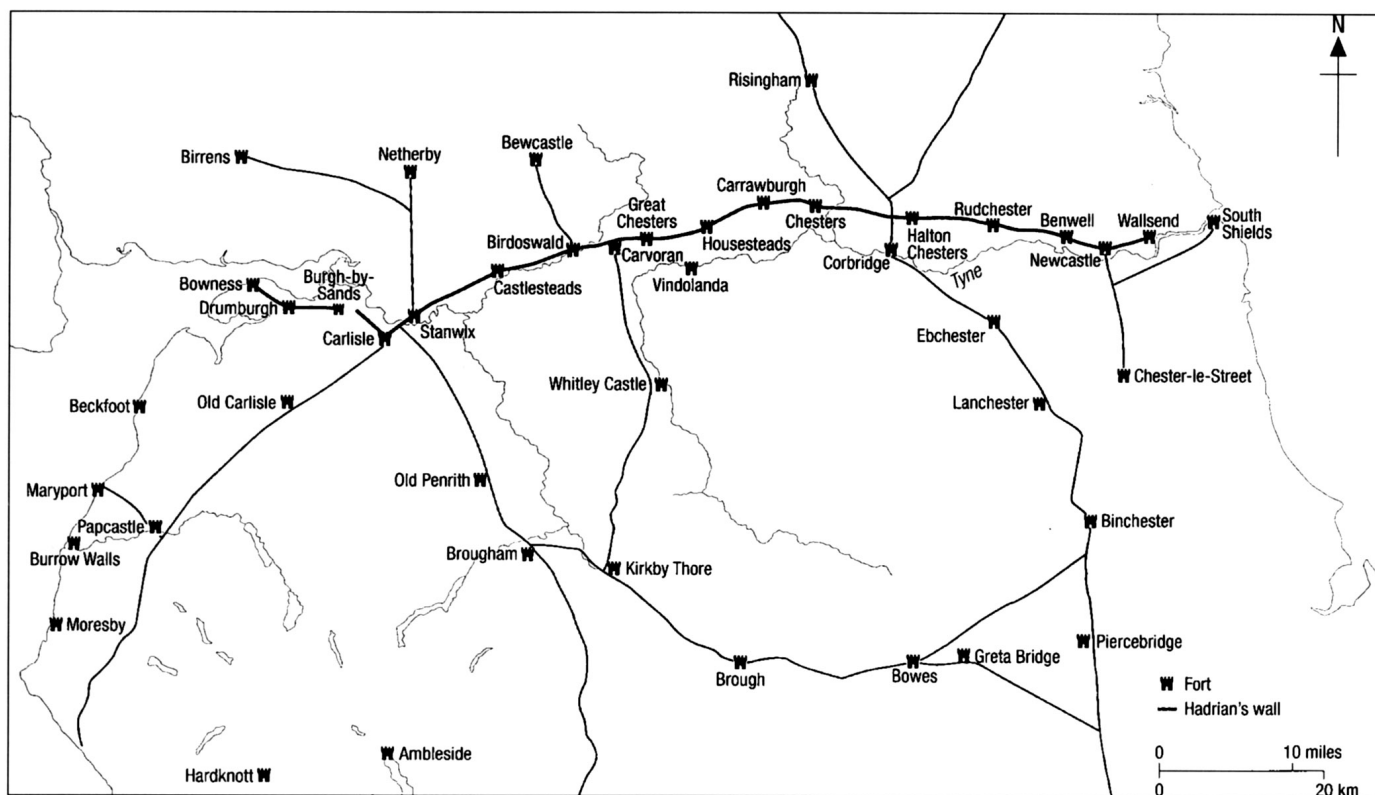 N
Risingham
Birrens
Netherby
Bewcastle
Carrawburgh
Great
Chesters
Chesters
Rudchester
Benwell
Wallsend
South
Shields
Birdoswald
Housesteads
Halton
Chesters
Newcastle
Carvoran
Corbridge
Tyne
Vindolanda
Castlesteads
Burgh-by-
Sands
Bowness
Drumburgh
Stanwix
Carlisle
Ebchester
Whitley Castle
Chester-le-Street
Beckfoot
Old Carlisle
Lanchester
Old Penrith
Maryport
Papcastle
Burrow Walls
Binchester
Brougham
Kirkby Thore
Moresby
Piercebridge
Greta Bridge
Brough
Bowes
Fort
Hadrian's wall
Ambleside
Hardknott
0 10 miles
0 20 km